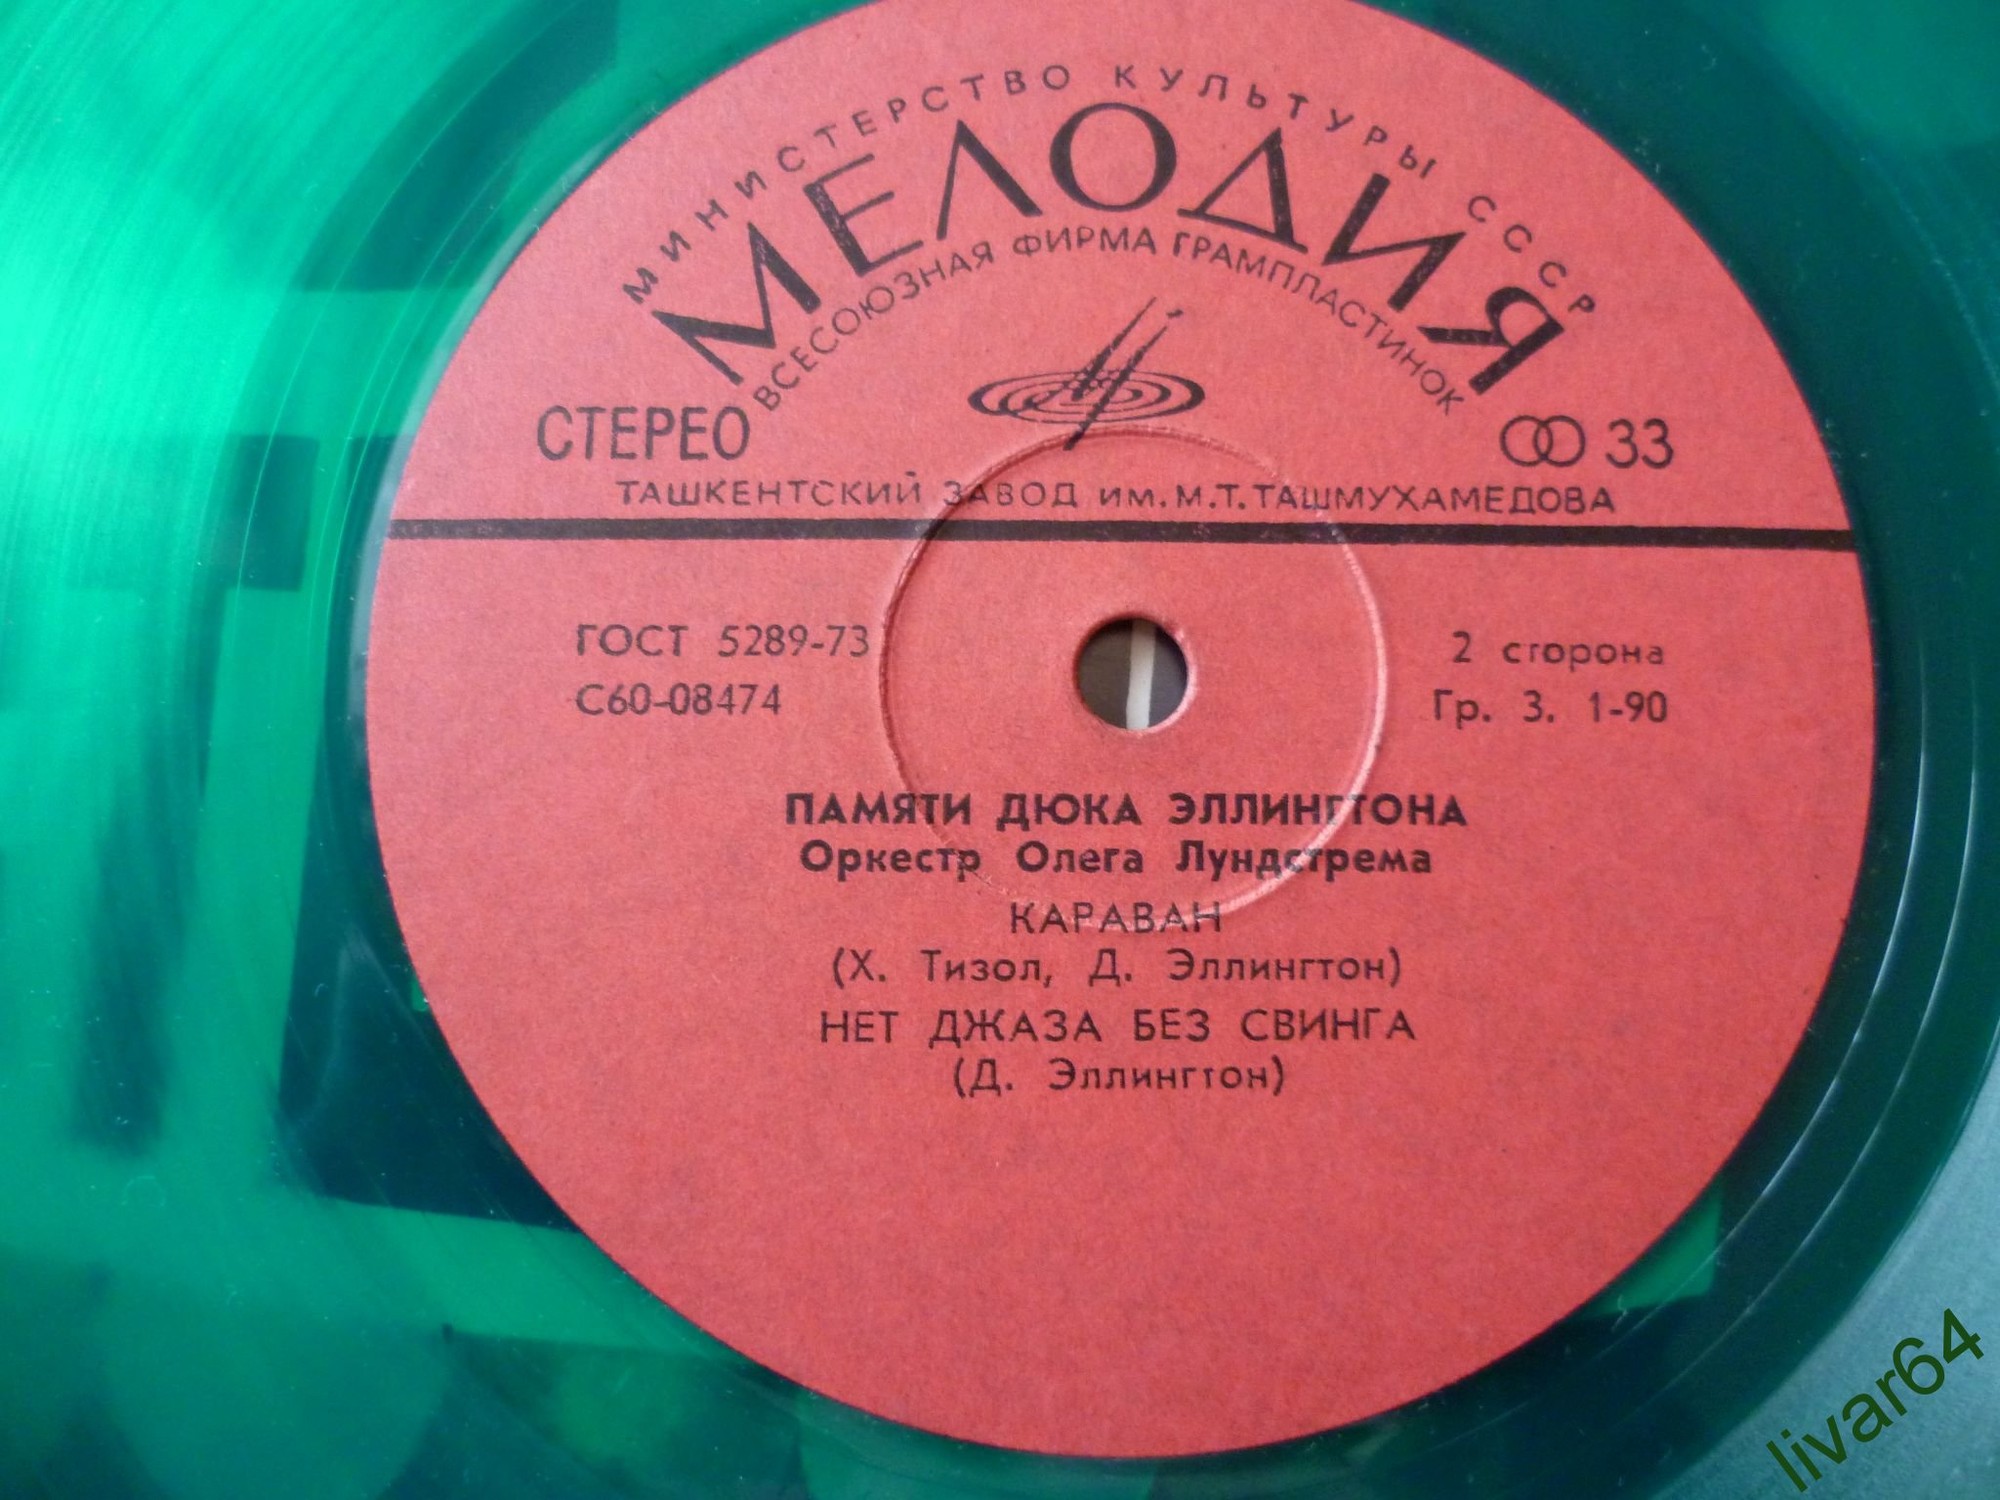 МИНИСТЕРСТВО КУЛЬТУРЫ СССР
МЕЛОДИЯ
ВСЕСОЮЗНАЯ ФИРМА ГРАМПЛАСТИНОК
СТЕРЕО
33
ТАШКЕНТСКИЙ ЗАВОД ИМ. М.Т. ТАШМУХАМЕДОВА
ГОСТ 5289-73
С60-08474
2 сторона
Гр. 3. 1-90
ПАМЯТИ ДЮКА ЭЛЛИНГТОНА
Оркестр Олега Лундстрема
КАРАВАН
(Х. Тизол, Д. Эллингтон)
НЕТ ДЖАЗА БЕЗ СВИНГА
(Д. Эллингтон)
livar64